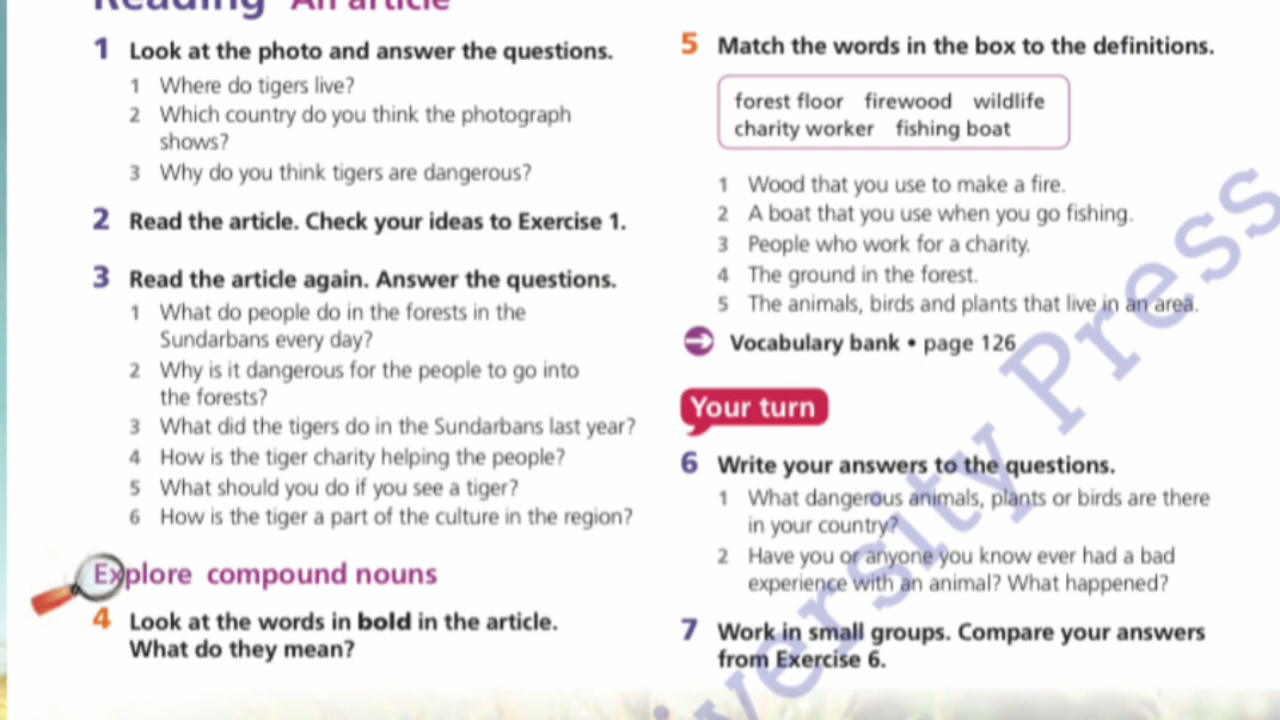 Reading An article
1 Look at the photo and answer the questions.
1 Where do tigers live?
2 Which country do you think the photograph
shows?
3 Why do you think tigers are dangerous?
2 Read the article. Check your ideas to Exercise 1.
3 Read the article again. Answer the questions.
1 What do people do in the forests in the
Sundarbans every day?
2 Why is it dangerous for the people to go into
the forests?
3 What did the tigers do in the Sundarbans last year?
4 How is the tiger charity helping the people?
5 What should you do if you see a tiger?
6 How is the tiger a part of the culture in the region?
Explore compound nouns
4 Look at the words in bold in the article.
What do they mean?
5 Match the words in the box to the definitions.
forest floor firewood wildlife
charity worker fishing boat
1 Wood that you use to make a fire.
2 A boat that you use when you go fishing.
3 People who work for a charity.
4 The ground in the forest.
5 The animals, birds and plants that live in an area.
Vocabulary bank • page 126
Your turn
6 Write your answers to the questions.
1 What dangerous animals, plants or birds are there
in your country?
2 Have you or anyone you know ever had a bad
experience with an animal? What happened?
7 Work in small groups. Compare your answers
from Exercise 6.
iversity Press